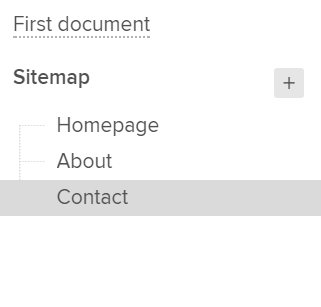 First document
Sitemap +
Homepage
About
Contact